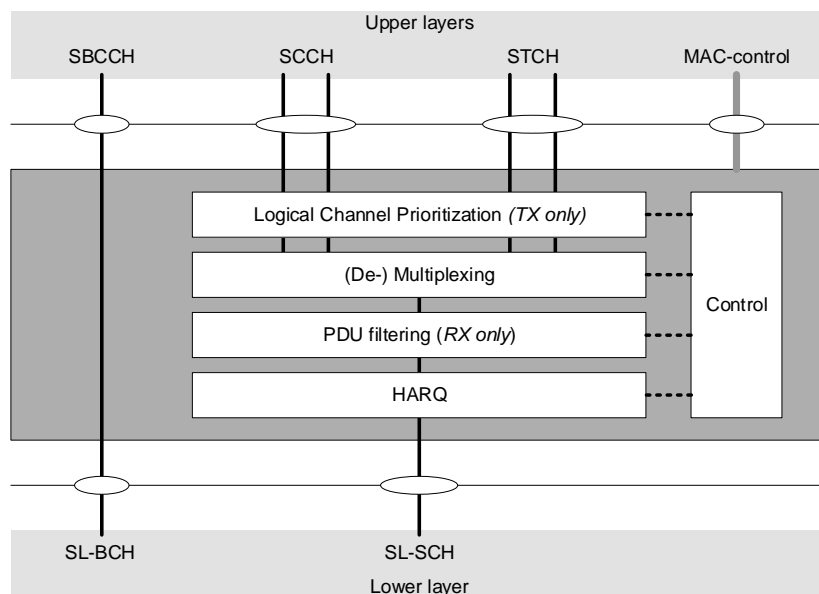 Upper layers
SBCCH
SCCH
STCH
MAC-control
Logical Channel Prioritization (TX only)
(De-) Multiplexing
Control
PDU filtering (RX only)
HARQ
SL-BCH
SL-SCH
Lower layer